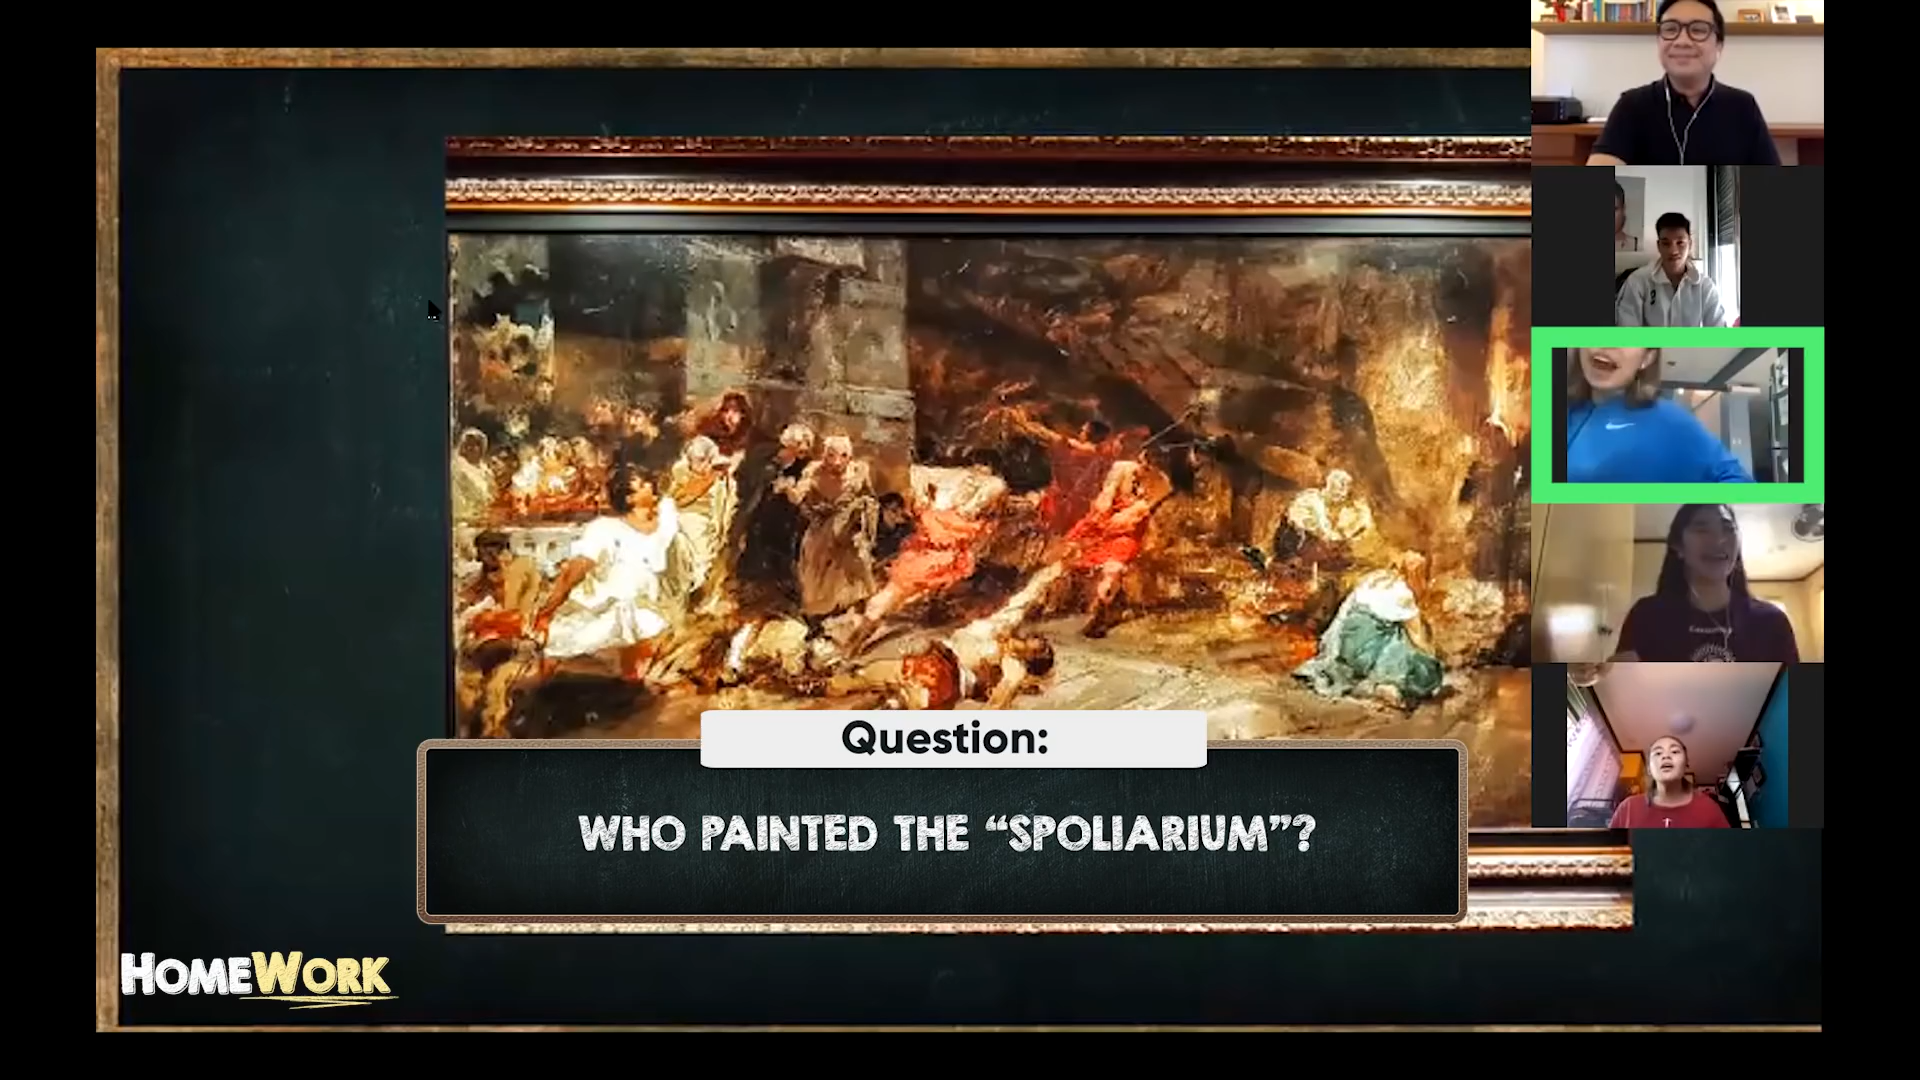 Question:
WHO PAINTED THE “SPOLIARIUM”?
HOMEWORK